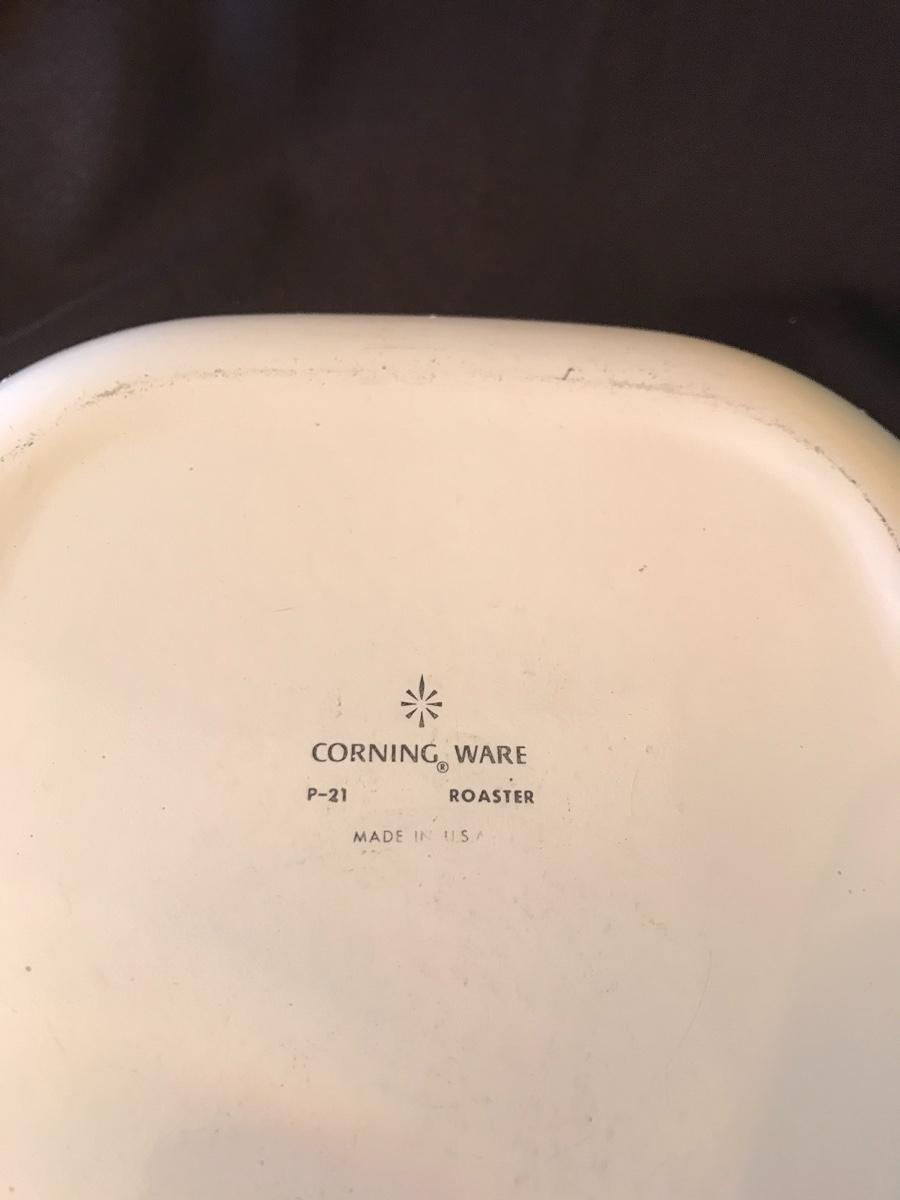 CORNING® WARE
P-21 ROASTER
MADE IN U.S.A